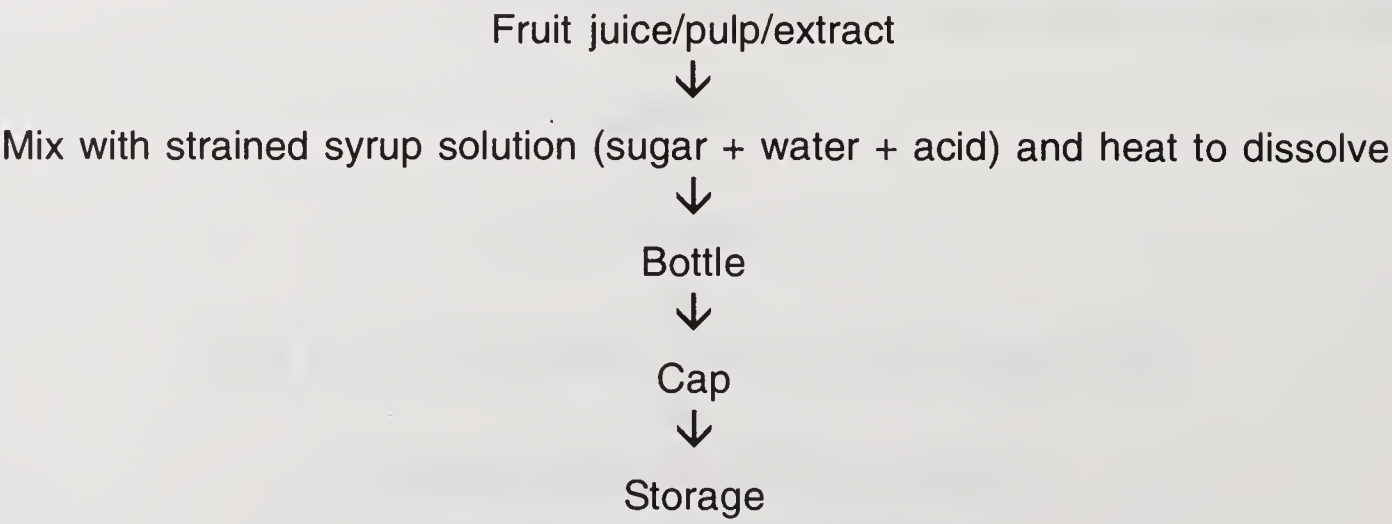 Fruit juice/pulp/extract
↓
Mix with strained syrup solution (sugar + water + acid) and heat to dissolve
↓
Bottle
↓
Cap
↓
Storage